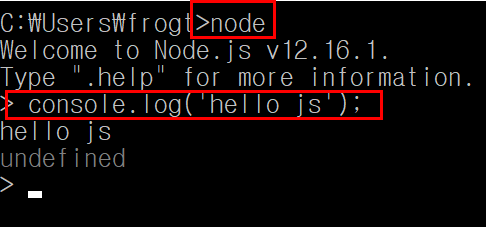 C:₩Users₩frogt>node
Welcome to Node.js v12.16.1.
Type ".help" for more information.
> console.log('hello js');
hello js
undefined
>